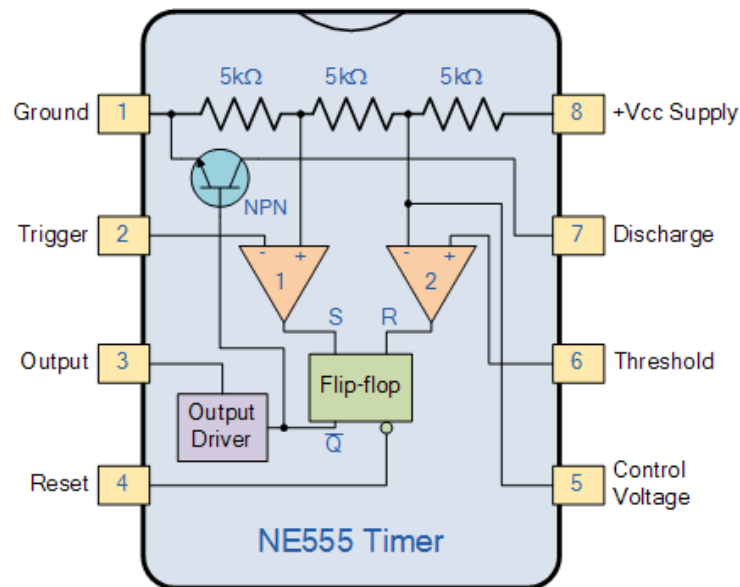 5kΩ 5kΩ 5kΩ
Ground 1 8 +Vcc Supply
NPN
Trigger 2 - + - + 7 Discharge
1 2
S R
Output 3 Flip-flop 6 Threshold
Output
Driver
Q̅
Reset 4 5 Control
Voltage
NE555 Timer